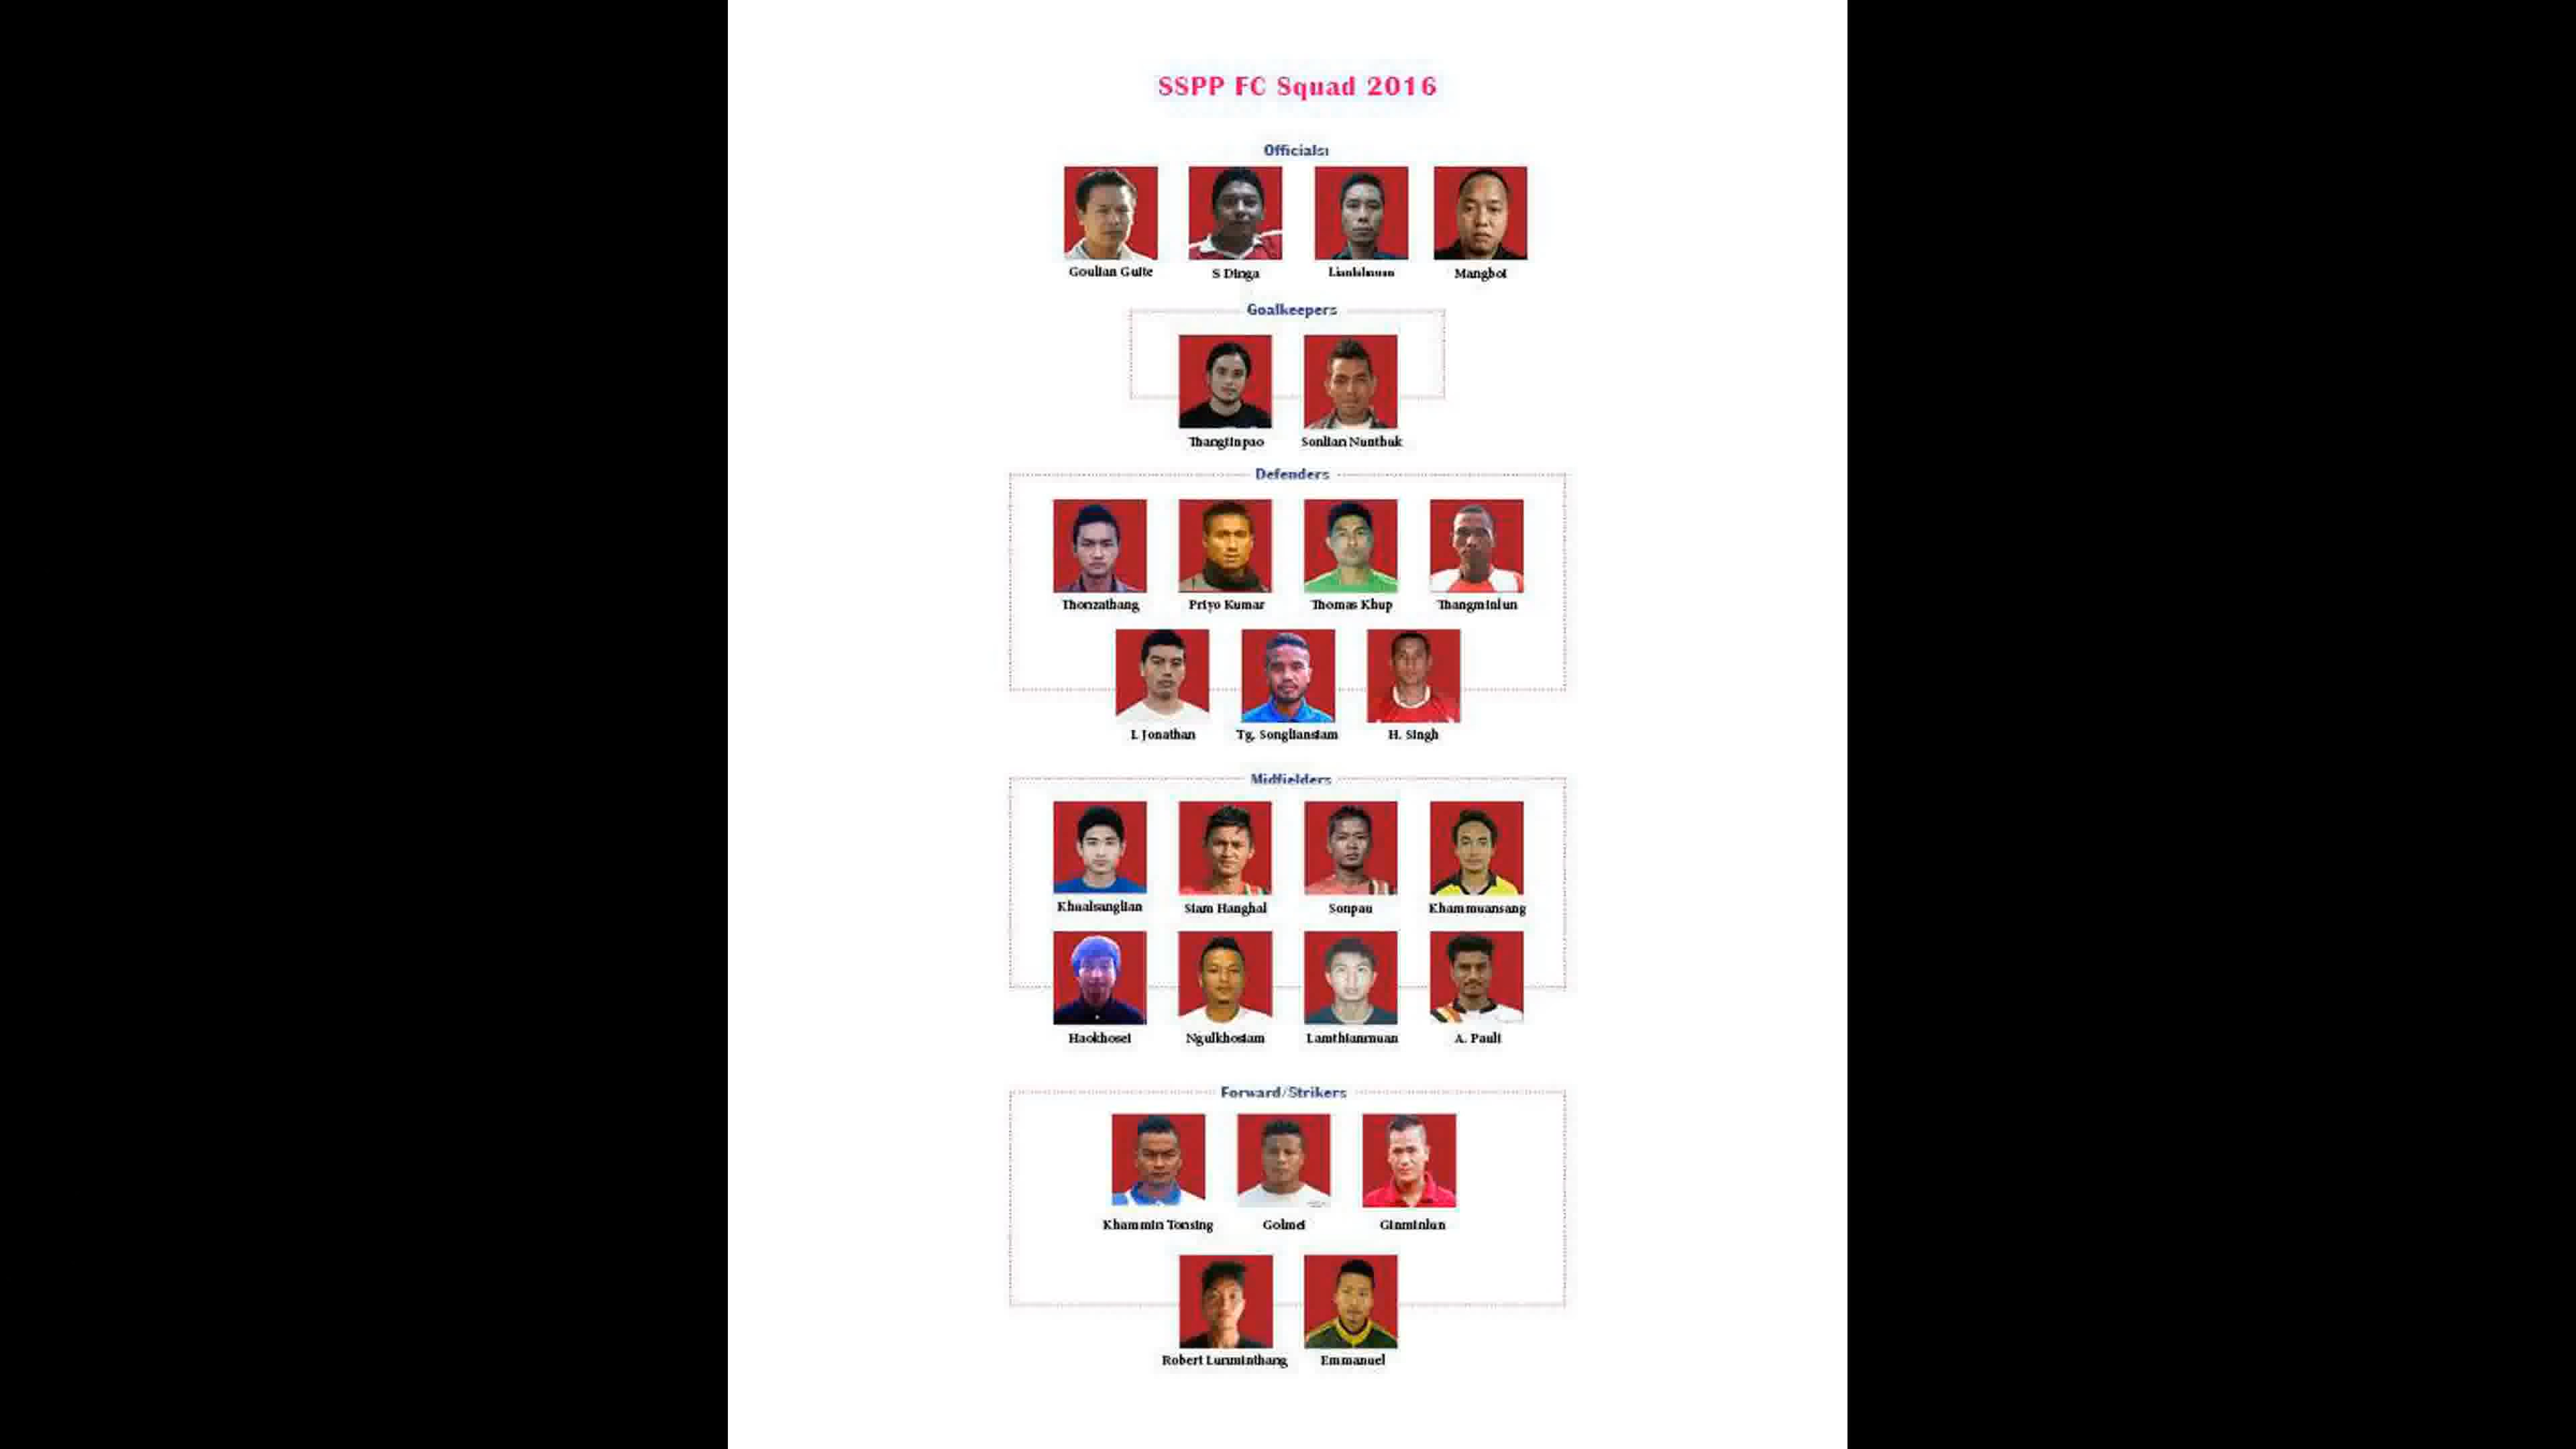 SSPP FC Squad 2016
Officials:
Goulian Guite S Dinga Mangboi
Goalkeepers
Thangtinpao Sonlian Nunthuk
Defenders
Thonzathang Priyo Kumar Thomas Khup Thangminlun
L Jonathan Tg. Songliansiam H. Singh
Midfielders
Khualsanglian Siam Hanghal Sonpau Khammuansang
Haokhosei Ngulkhosiam Lamthianmuan A. Pauli
Forward/Strikers
Khammin Tonsing Golmei Ginminlun
Robert Lunminthang Emmanuel